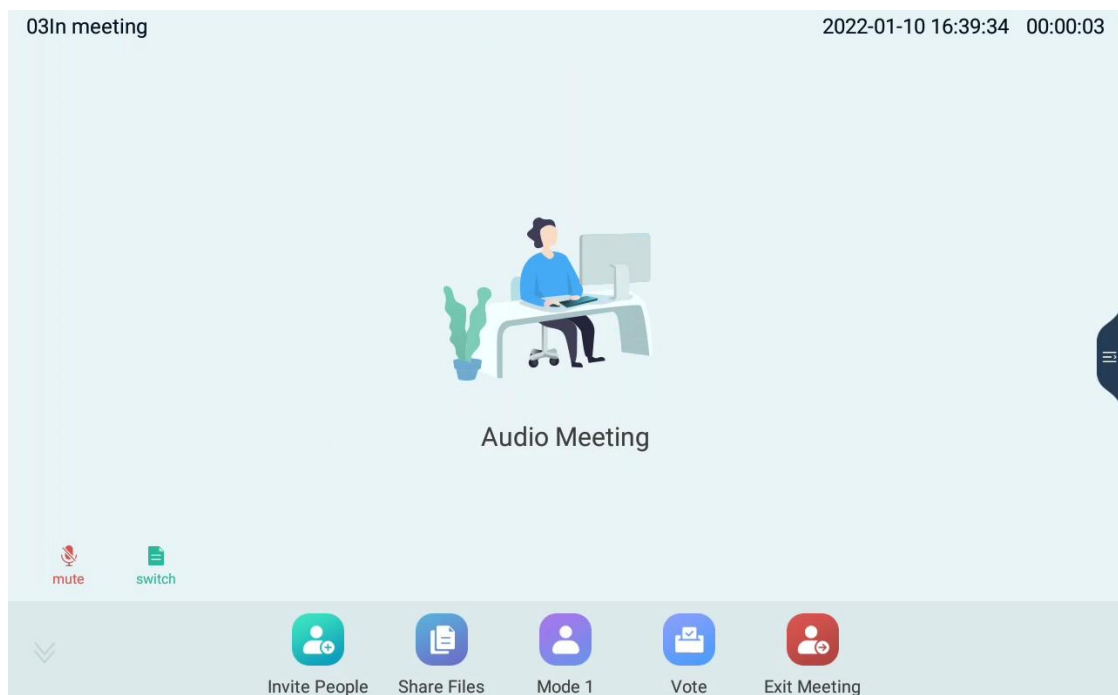 03In meeting
2022-01-10 16:39:34 00:00:03
Audio Meeting
mute
switch
Invite People
Share Files
Mode 1
Vote
Exit Meeting